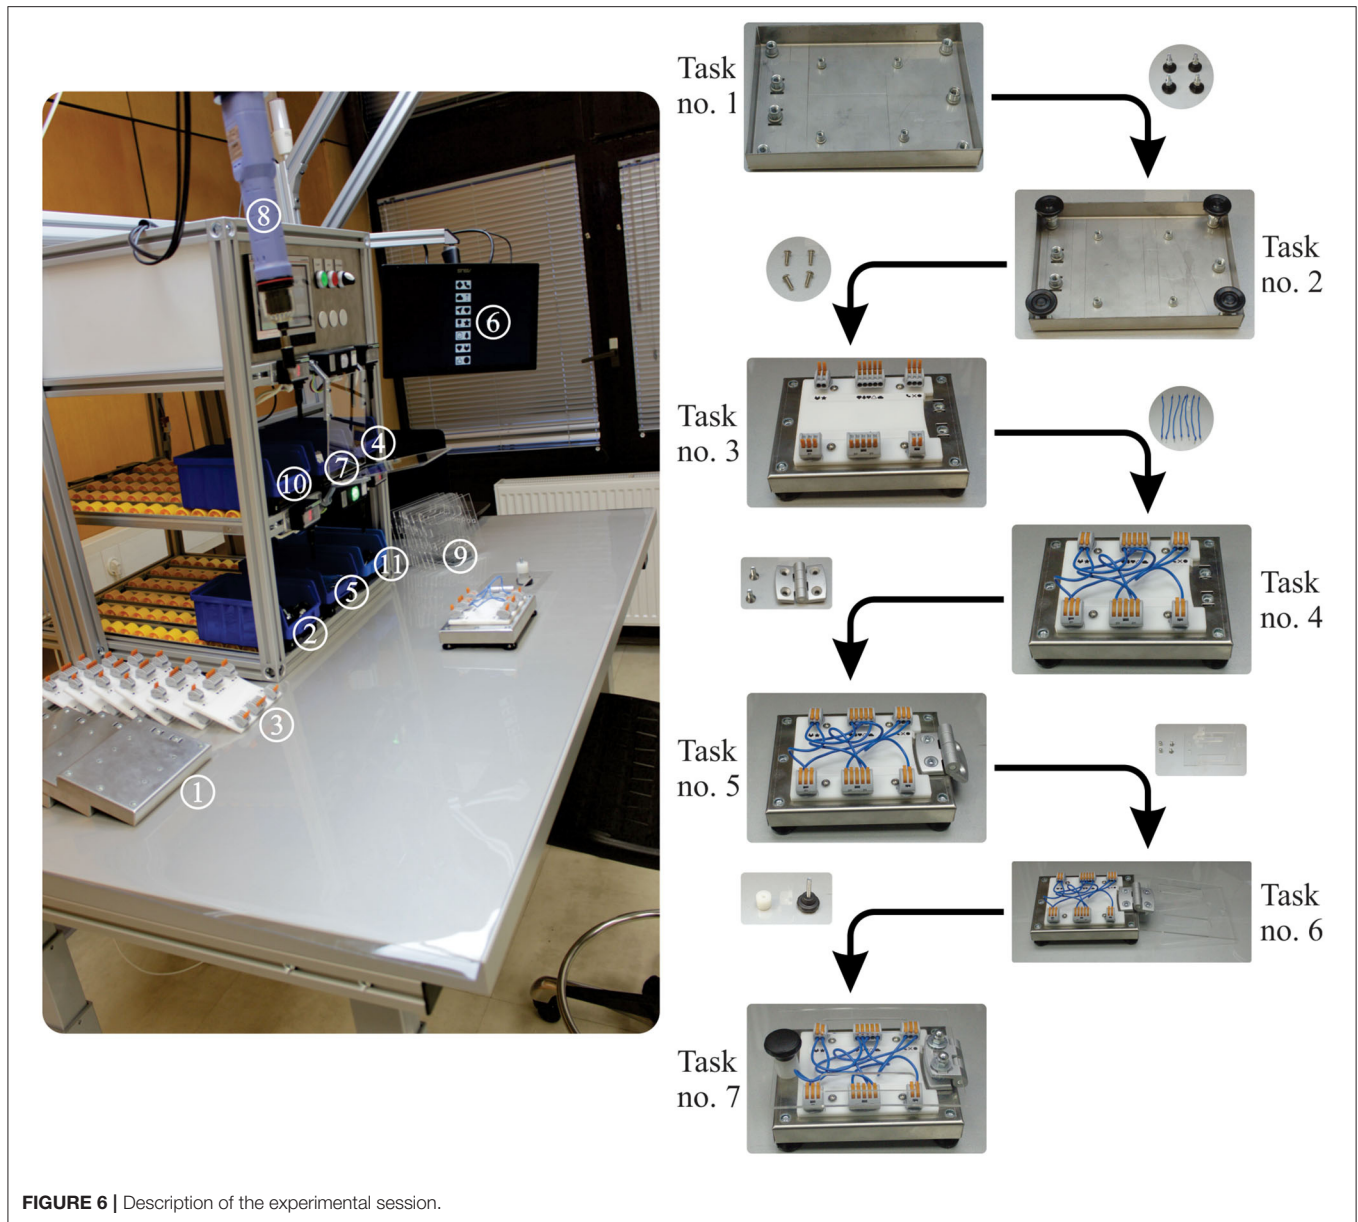 Task
no. 1
Task
no. 2
Task
no. 3
Task
no. 4
Task
no. 5
Task
no. 6
Task
no. 7
8
6
4
7
10
9
11
5
2
3
1
FIGURE 6 | Description of the experimental session.